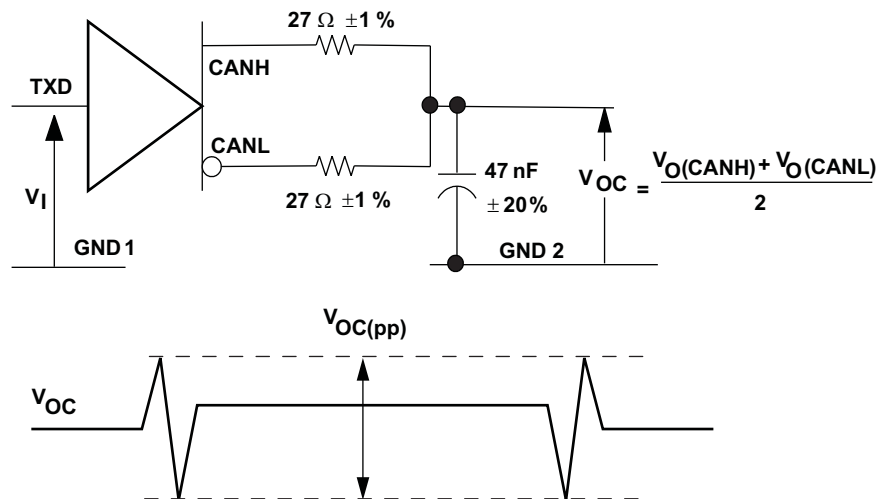 27 Ω ±1 %
CANH
TXD
CANL
V_I
27 Ω ±1 %
47 nF
± 20%
V_OC = (V_O(CANH) + V_O(CANL)) / 2
GND 1
GND 2
V_OC(pp)
V_OC